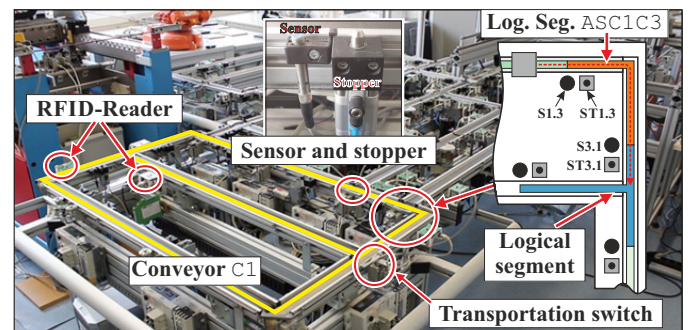 Sensor
Stopper
Log. Seg. ASC1C3
RFID-Reader
S1.3
ST1.3
S3.1
ST3.1
Sensor and stopper
Conveyor C1
Logical
segment
Transportation switch